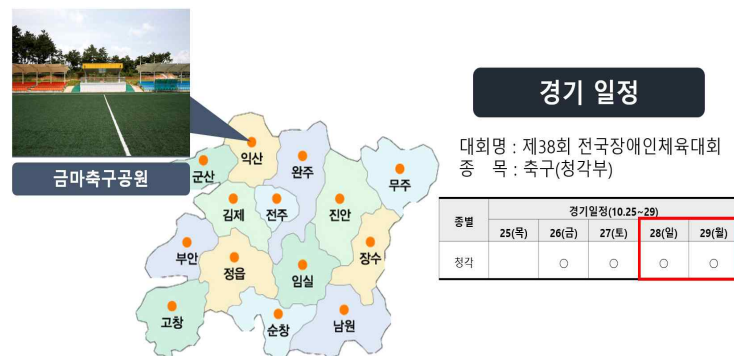 금마축구공원
익산
군산
완주
무주
김제
전주
진안
부안
정읍
임실
장수
고창
순창
남원
경기 일정
대회명 : 제38회 전국장애인체육대회
종 목 : 축구(청각부)
종별 경기일정(10.25~29)
25(목) 26(금) 27(토) 28(일) 29(월)
청각 ○ ○ ○ ○